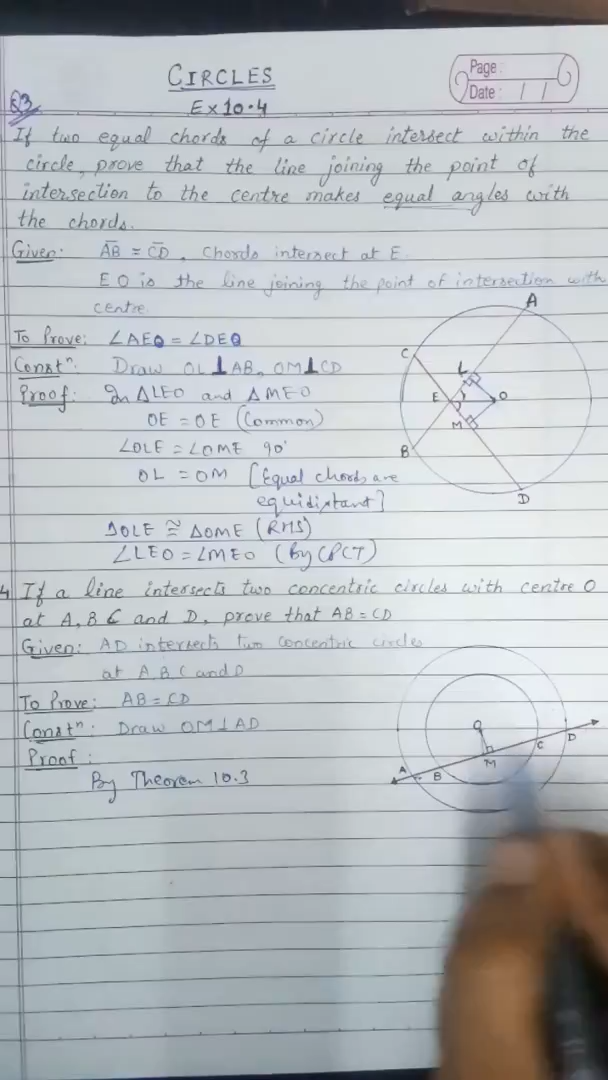 CIRCLES
Page:
Date: / /
Ex 10.4
Q3
If two equal chords of a circle intersect within the
circle, prove that the line joining the point of
intersection to the centre makes equal angles with
the chords.
Given: AB = CD, Chords intersect at E.
EO is the line joining the point of intersection with
centre.
To Prove: ∠AEO = ∠DEO
Constⁿ: Draw OL⊥AB, OM⊥CD
Proof: In △LEO and △MEO
OE = OE (Common)
∠OLE = ∠OME 90°
OL = OM [Equal chords are
equidistant]
△OLE ≅ △OME (RHS)
∠LEO = ∠MEO (By CPCT)
A
C
L
E
O
M
B
D
4 If a line intersects two concentric circles with centre O
at A, B C and D, prove that AB = CD
Given: AD intersects two concentric circles
at A, B, C and D
To Prove: AB = CD
Constⁿ: Draw OM⊥AD
Proof:
By Theorem 10.3
O
D
C
M
A
B